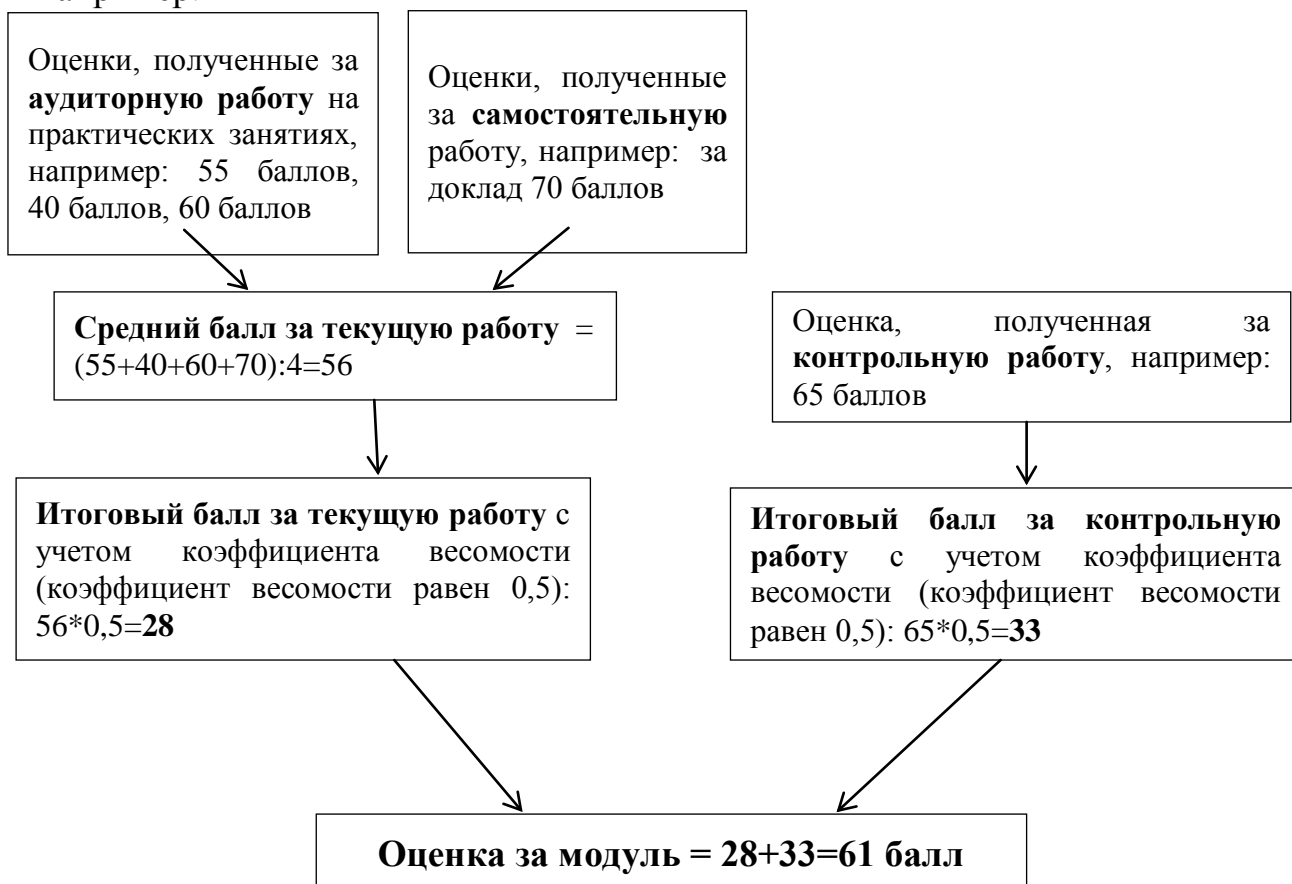 Оценки, полученные за
аудиторную работу на
практических занятиях,
например: 55 баллов,
40 баллов, 60 баллов
Оценки, полученные
за самостоятельную
работу, например: за
доклад 70 баллов
Средний балл за текущую работу =
(55+40+60+70):4=56
Оценка, полученная за
контрольную работу, например:
65 баллов
Итоговый балл за текущую работу с
учетом коэффициента весомости
(коэффициент весомости равен 0,5):
56*0,5=28
Итоговый балл за контрольную
работу с учетом коэффициента
весомости (коэффициент весомости
равен 0,5): 65*0,5=33
Оценка за модуль = 28+33=61 балл